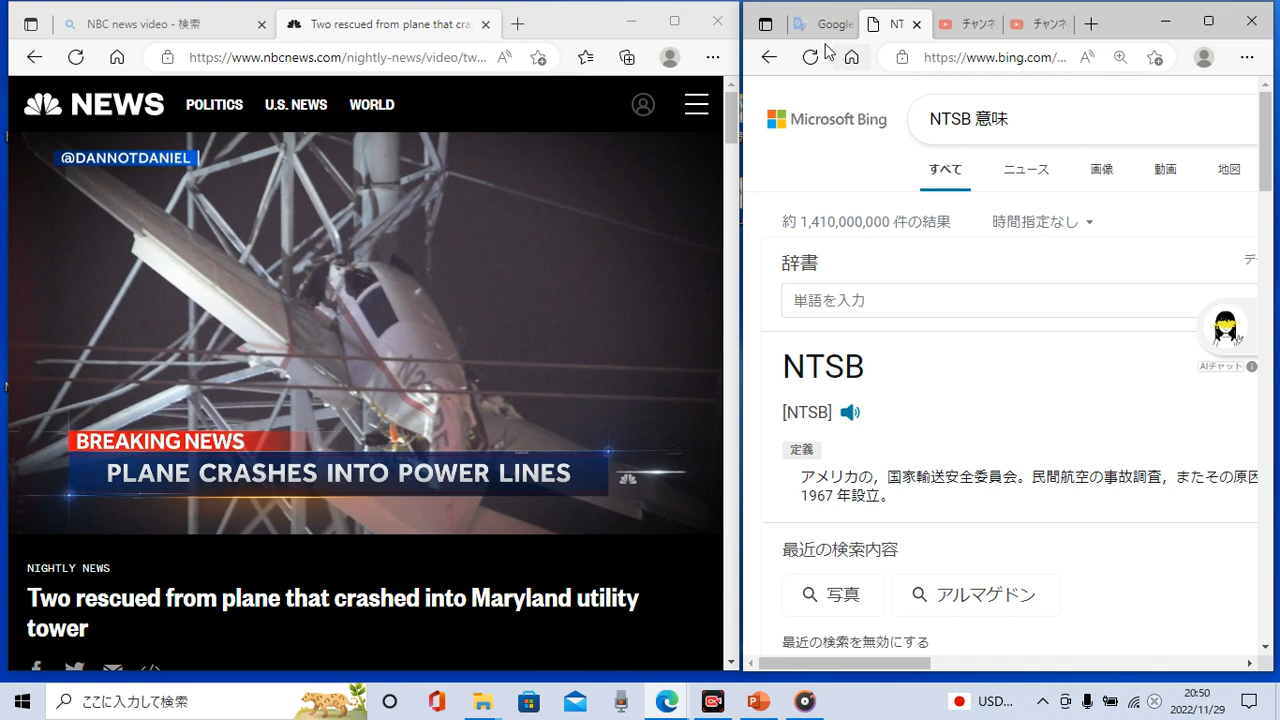 NBC news video - 検索
Two rescued from plane that cra
https://www.nbcnews.com/nightly-news/video/tw...
NEWS
POLITICS
U.S. NEWS
WORLD
@DANNOTDANIEL
BREAKING NEWS
PLANE CRASHES INTO POWER LINES
NIGHTLY NEWS
Two rescued from plane that crashed into Maryland utility
tower
Google
NT
チャンネ
チャンネ
https://www.bing.com/...
Microsoft Bing
NTSB 意味
すべて
ニュース
画像
動画
地図
約 1,410,000,000 件の結果
時間指定なし
辞書
デ
単語を入力
NTSB
AIチャット
[NTSB]
定義
アメリカの，国家輸送安全委員会。民間航空の事故調査，またその原因
1967 年設立。
最近の検索内容
写真
アルマゲドン
最近の検索を無効にする
ここに入力して検索
USD...
20:50
2022/11/29